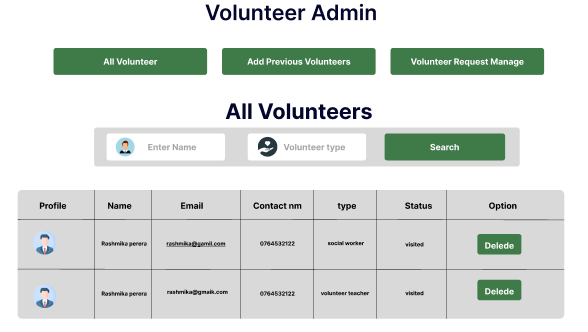 Volunteer Admin
All Volunteer Add Previous Volunteers Volunteer Request Manage
All Volunteers
Enter Name Volunteer type Search
Profile Name Email Contact nm type Status Option
Rashmika perera rashmika@gamil.com 0764532122 social worker visited Delede
Rashmika perera rashmika@gmaik.com 0764532122 volunteer teacher visited Delede